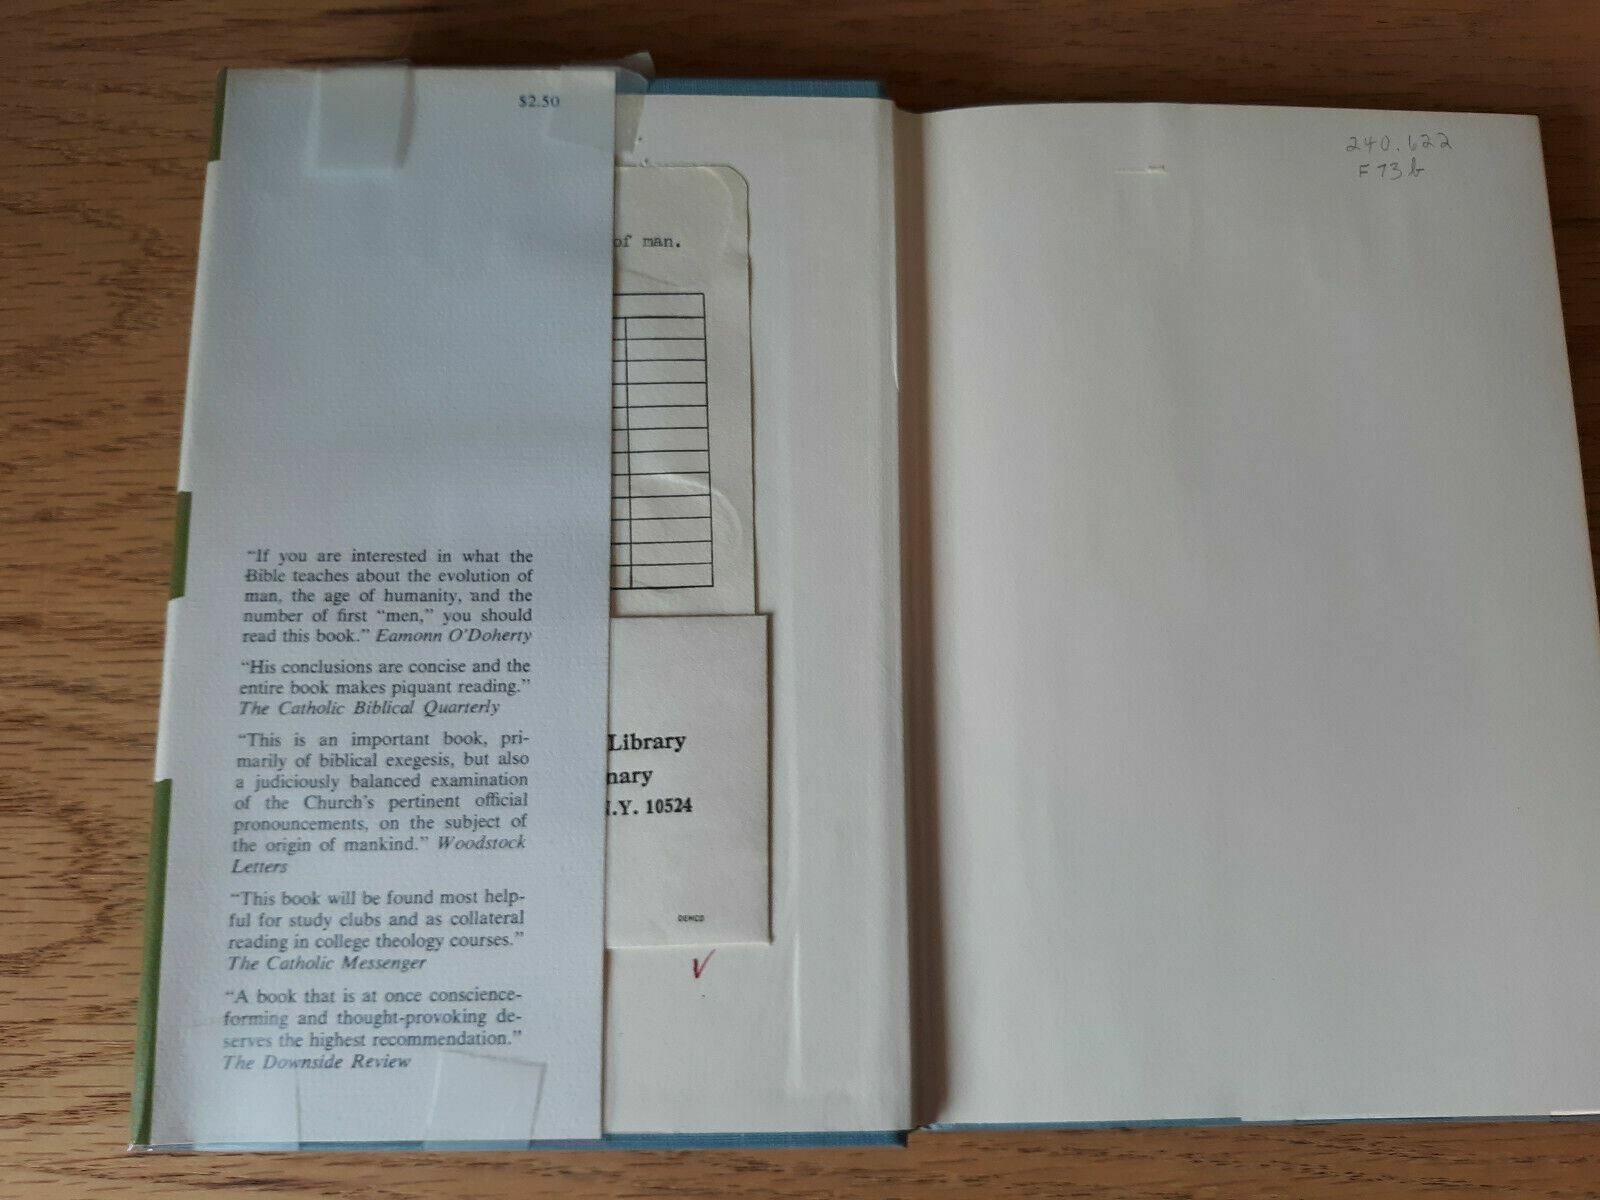 $2.50
"If you are interested in what the
Bible teaches about the evolution of
man, the age of humanity, and the
number of first "men," you should
read this book." Eamonn O'Doherty
"His conclusions are concise and the
entire book makes piquant reading."
The Catholic Biblical Quarterly
"This is an important book, pri-
marily of biblical exegesis, but also
a judiciously balanced examination
of the Church's pertinent official
pronouncements, on the subject of
the origin of mankind." Woodstock
Letters
"This book will be found most help-
ful for study clubs and as collateral
reading in college theology courses."
The Catholic Messenger
"A book that is at once conscience-
forming and thought-provoking de-
serves the highest recommendation."
The Downside Review
of man.
Library
nary
.Y. 10524
DEMCO
240.622
F73b